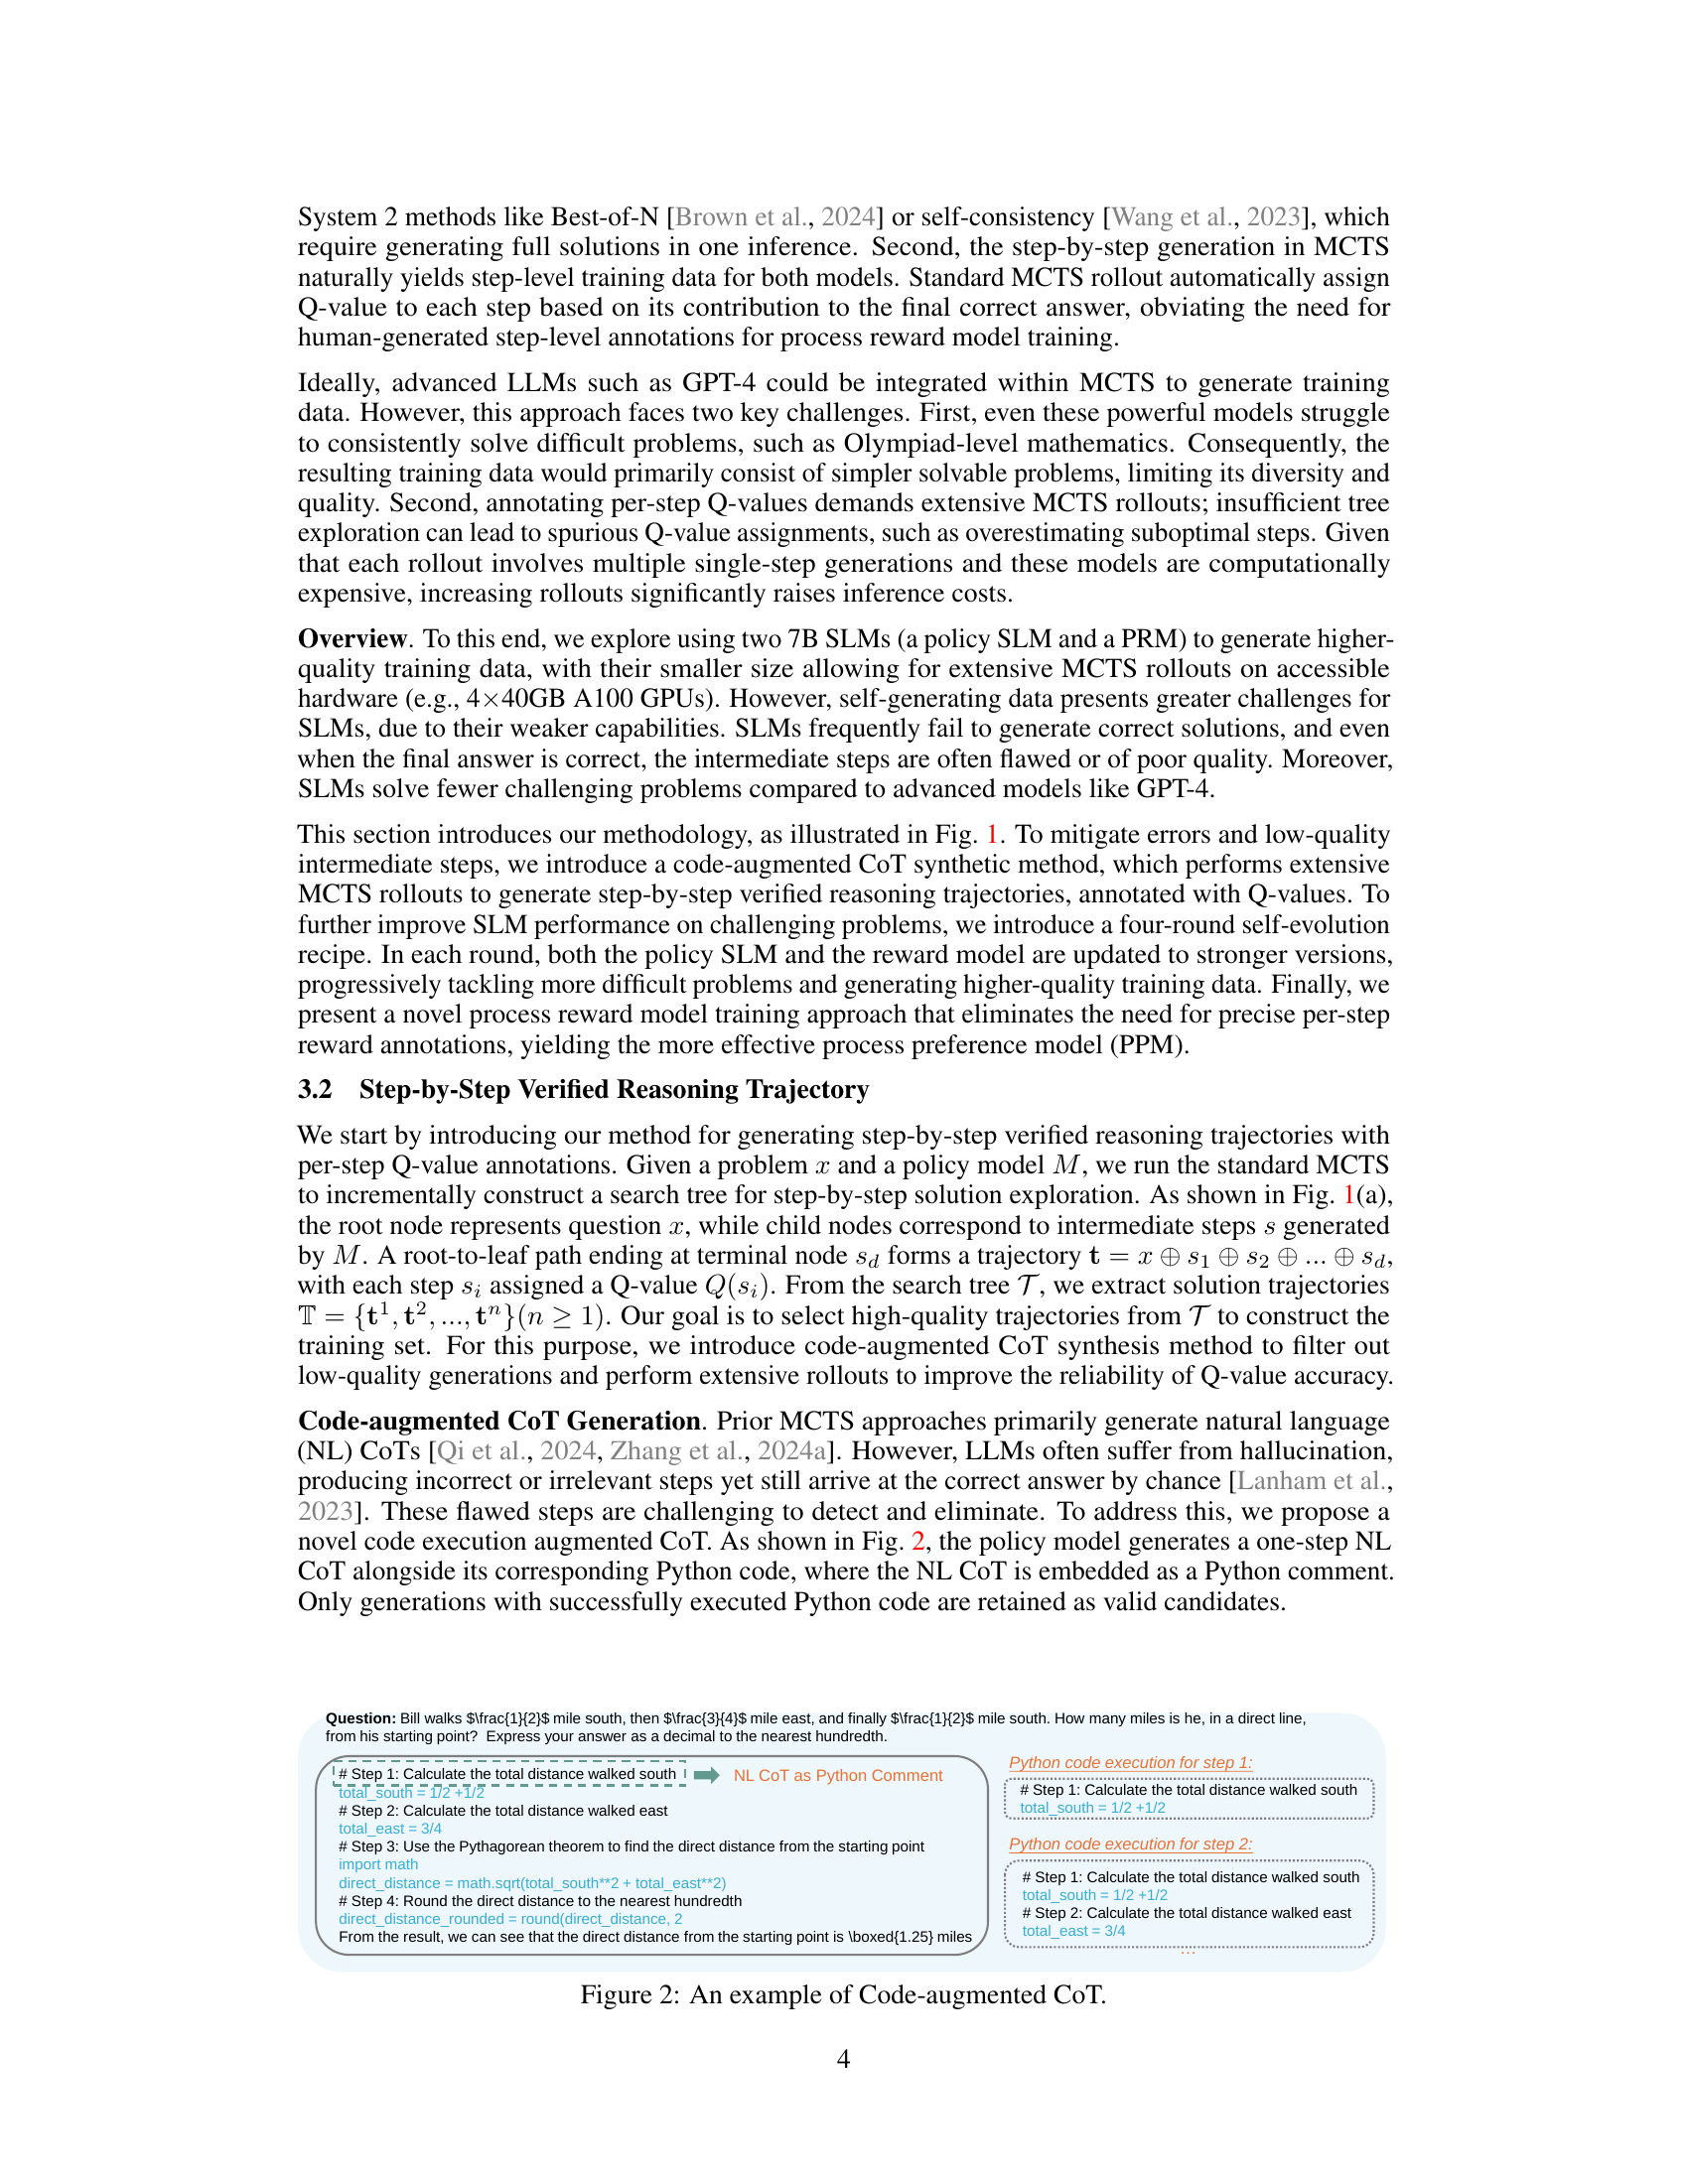 System 2 methods like Best-of-N [Brown et al., 2024] or self-consistency [Wang et al., 2023], which
require generating full solutions in one inference. Second, the step-by-step generation in MCTS
naturally yields step-level training data for both models. Standard MCTS rollout automatically assign
Q-value to each step based on its contribution to the final correct answer, obviating the need for
human-generated step-level annotations for process reward model training.
Ideally, advanced LLMs such as GPT-4 could be integrated within MCTS to generate training
data. However, this approach faces two key challenges. First, even these powerful models struggle
to consistently solve difficult problems, such as Olympiad-level mathematics. Consequently, the
resulting training data would primarily consist of simpler solvable problems, limiting its diversity and
quality. Second, annotating per-step Q-values demands extensive MCTS rollouts; insufficient tree
exploration can lead to spurious Q-value assignments, such as overestimating suboptimal steps. Given
that each rollout involves multiple single-step generations and these models are computationally
expensive, increasing rollouts significantly raises inference costs.
Overview. To this end, we explore using two 7B SLMs (a policy SLM and a PRM) to generate higher-
quality training data, with their smaller size allowing for extensive MCTS rollouts on accessible
hardware (e.g., 4×40GB A100 GPUs). However, self-generating data presents greater challenges for
SLMs, due to their weaker capabilities. SLMs frequently fail to generate correct solutions, and even
when the final answer is correct, the intermediate steps are often flawed or of poor quality. Moreover,
SLMs solve fewer challenging problems compared to advanced models like GPT-4.
This section introduces our methodology, as illustrated in Fig. 1. To mitigate errors and low-quality
intermediate steps, we introduce a code-augmented CoT synthetic method, which performs extensive
MCTS rollouts to generate step-by-step verified reasoning trajectories, annotated with Q-values. To
further improve SLM performance on challenging problems, we introduce a four-round self-evolution
recipe. In each round, both the policy SLM and the reward model are updated to stronger versions,
progressively tackling more difficult problems and generating higher-quality training data. Finally, we
present a novel process reward model training approach that eliminates the need for precise per-step
reward annotations, yielding the more effective process preference model (PPM).
3.2 Step-by-Step Verified Reasoning Trajectory
We start by introducing our method for generating step-by-step verified reasoning trajectories with
per-step Q-value annotations. Given a problem x and a policy model M, we run the standard MCTS
to incrementally construct a search tree for step-by-step solution exploration. As shown in Fig. 1(a),
the root node represents question x, while child nodes correspond to intermediate steps s generated
by M. A root-to-leaf path ending at terminal node s_d forms a trajectory t = x ⊕ s_1 ⊕ s_2 ⊕ ... ⊕ s_d,
with each step s_i assigned a Q-value Q(s_i). From the search tree 𝒯, we extract solution trajectories
𝕋 = {t^1, t^2, ..., t^n}(n ≥ 1). Our goal is to select high-quality trajectories from 𝒯 to construct the
training set. For this purpose, we introduce code-augmented CoT synthesis method to filter out
low-quality generations and perform extensive rollouts to improve the reliability of Q-value accuracy.
Code-augmented CoT Generation. Prior MCTS approaches primarily generate natural language
(NL) CoTs [Qi et al., 2024, Zhang et al., 2024a]. However, LLMs often suffer from hallucination,
producing incorrect or irrelevant steps yet still arrive at the correct answer by chance [Lanham et al.,
2023]. These flawed steps are challenging to detect and eliminate. To address this, we propose a
novel code execution augmented CoT. As shown in Fig. 2, the policy model generates a one-step NL
CoT alongside its corresponding Python code, where the NL CoT is embedded as a Python comment.
Only generations with successfully executed Python code are retained as valid candidates.
Question: Bill walks $\frac{1}{2}$ mile south, then $\frac{3}{4}$ mile east, and finally $\frac{1}{2}$ mile south. How many miles is he, in a direct line,
from his starting point? Express your answer as a decimal to the nearest hundredth.
# Step 1: Calculate the total distance walked south
NL CoT as Python Comment
total_south = 1/2 +1/2
# Step 2: Calculate the total distance walked east
total_east = 3/4
# Step 3: Use the Pythagorean theorem to find the direct distance from the starting point
import math
direct_distance = math.sqrt(total_south**2 + total_east**2)
# Step 4: Round the direct distance to the nearest hundredth
direct_distance_rounded = round(direct_distance, 2
From the result, we can see that the direct distance from the starting point is \boxed{1.25} miles
Python code execution for step 1:
# Step 1: Calculate the total distance walked south
total_south = 1/2 +1/2
Python code execution for step 2:
# Step 1: Calculate the total distance walked south
total_south = 1/2 +1/2
# Step 2: Calculate the total distance walked east
total_east = 3/4
...
Figure 2: An example of Code-augmented CoT.
4